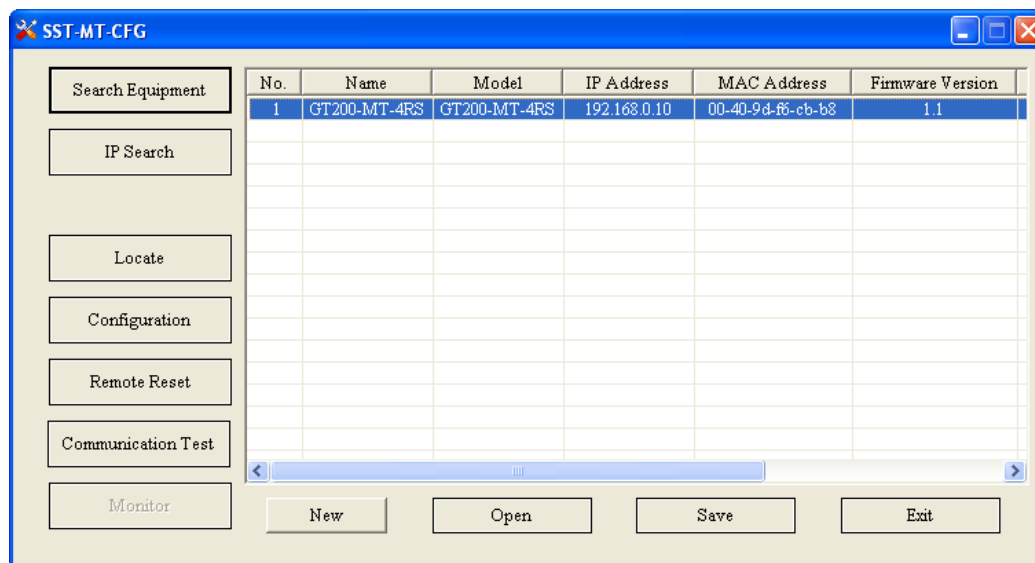 SST-MT-CFG
Search Equipment
IP Search
Locate
Configuration
Remote Reset
Communication Test
Monitor
No. Name Model IP Address MAC Address Firmware Version
1 GT200-MT-4RS GT200-MT-4RS 192.168.0.10 00-40-9d-f6-cb-b8 1.1
New Open Save Exit